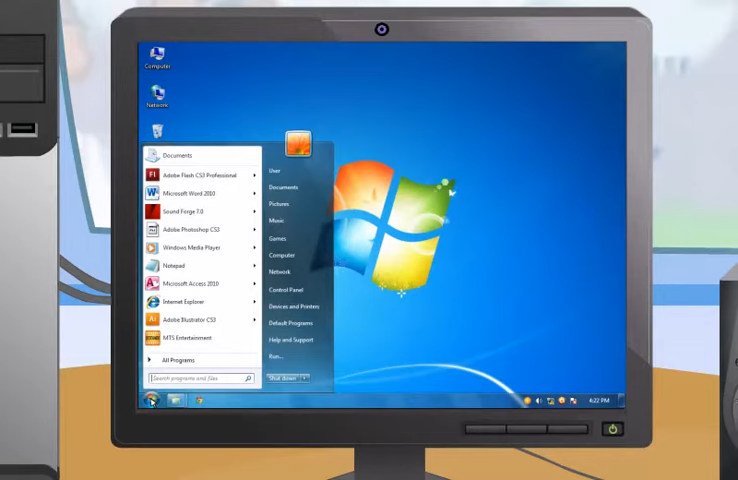 Computer
Network
Documents
Adobe Flash CS3 Professional
Microsoft Word 2010
Sound Forge 7.0
Adobe Photoshop CS3
Windows Media Player
Notepad
Microsoft Access 2010
Internet Explorer
Adobe Illustrator CS3
MTS Entertainment
All Programs
Search programs and files
User
Documents
Pictures
Music
Games
Computer
Network
Control Panel
Devices and Printers
Default Programs
Help and Support
Run...
Shut down
6:22 PM